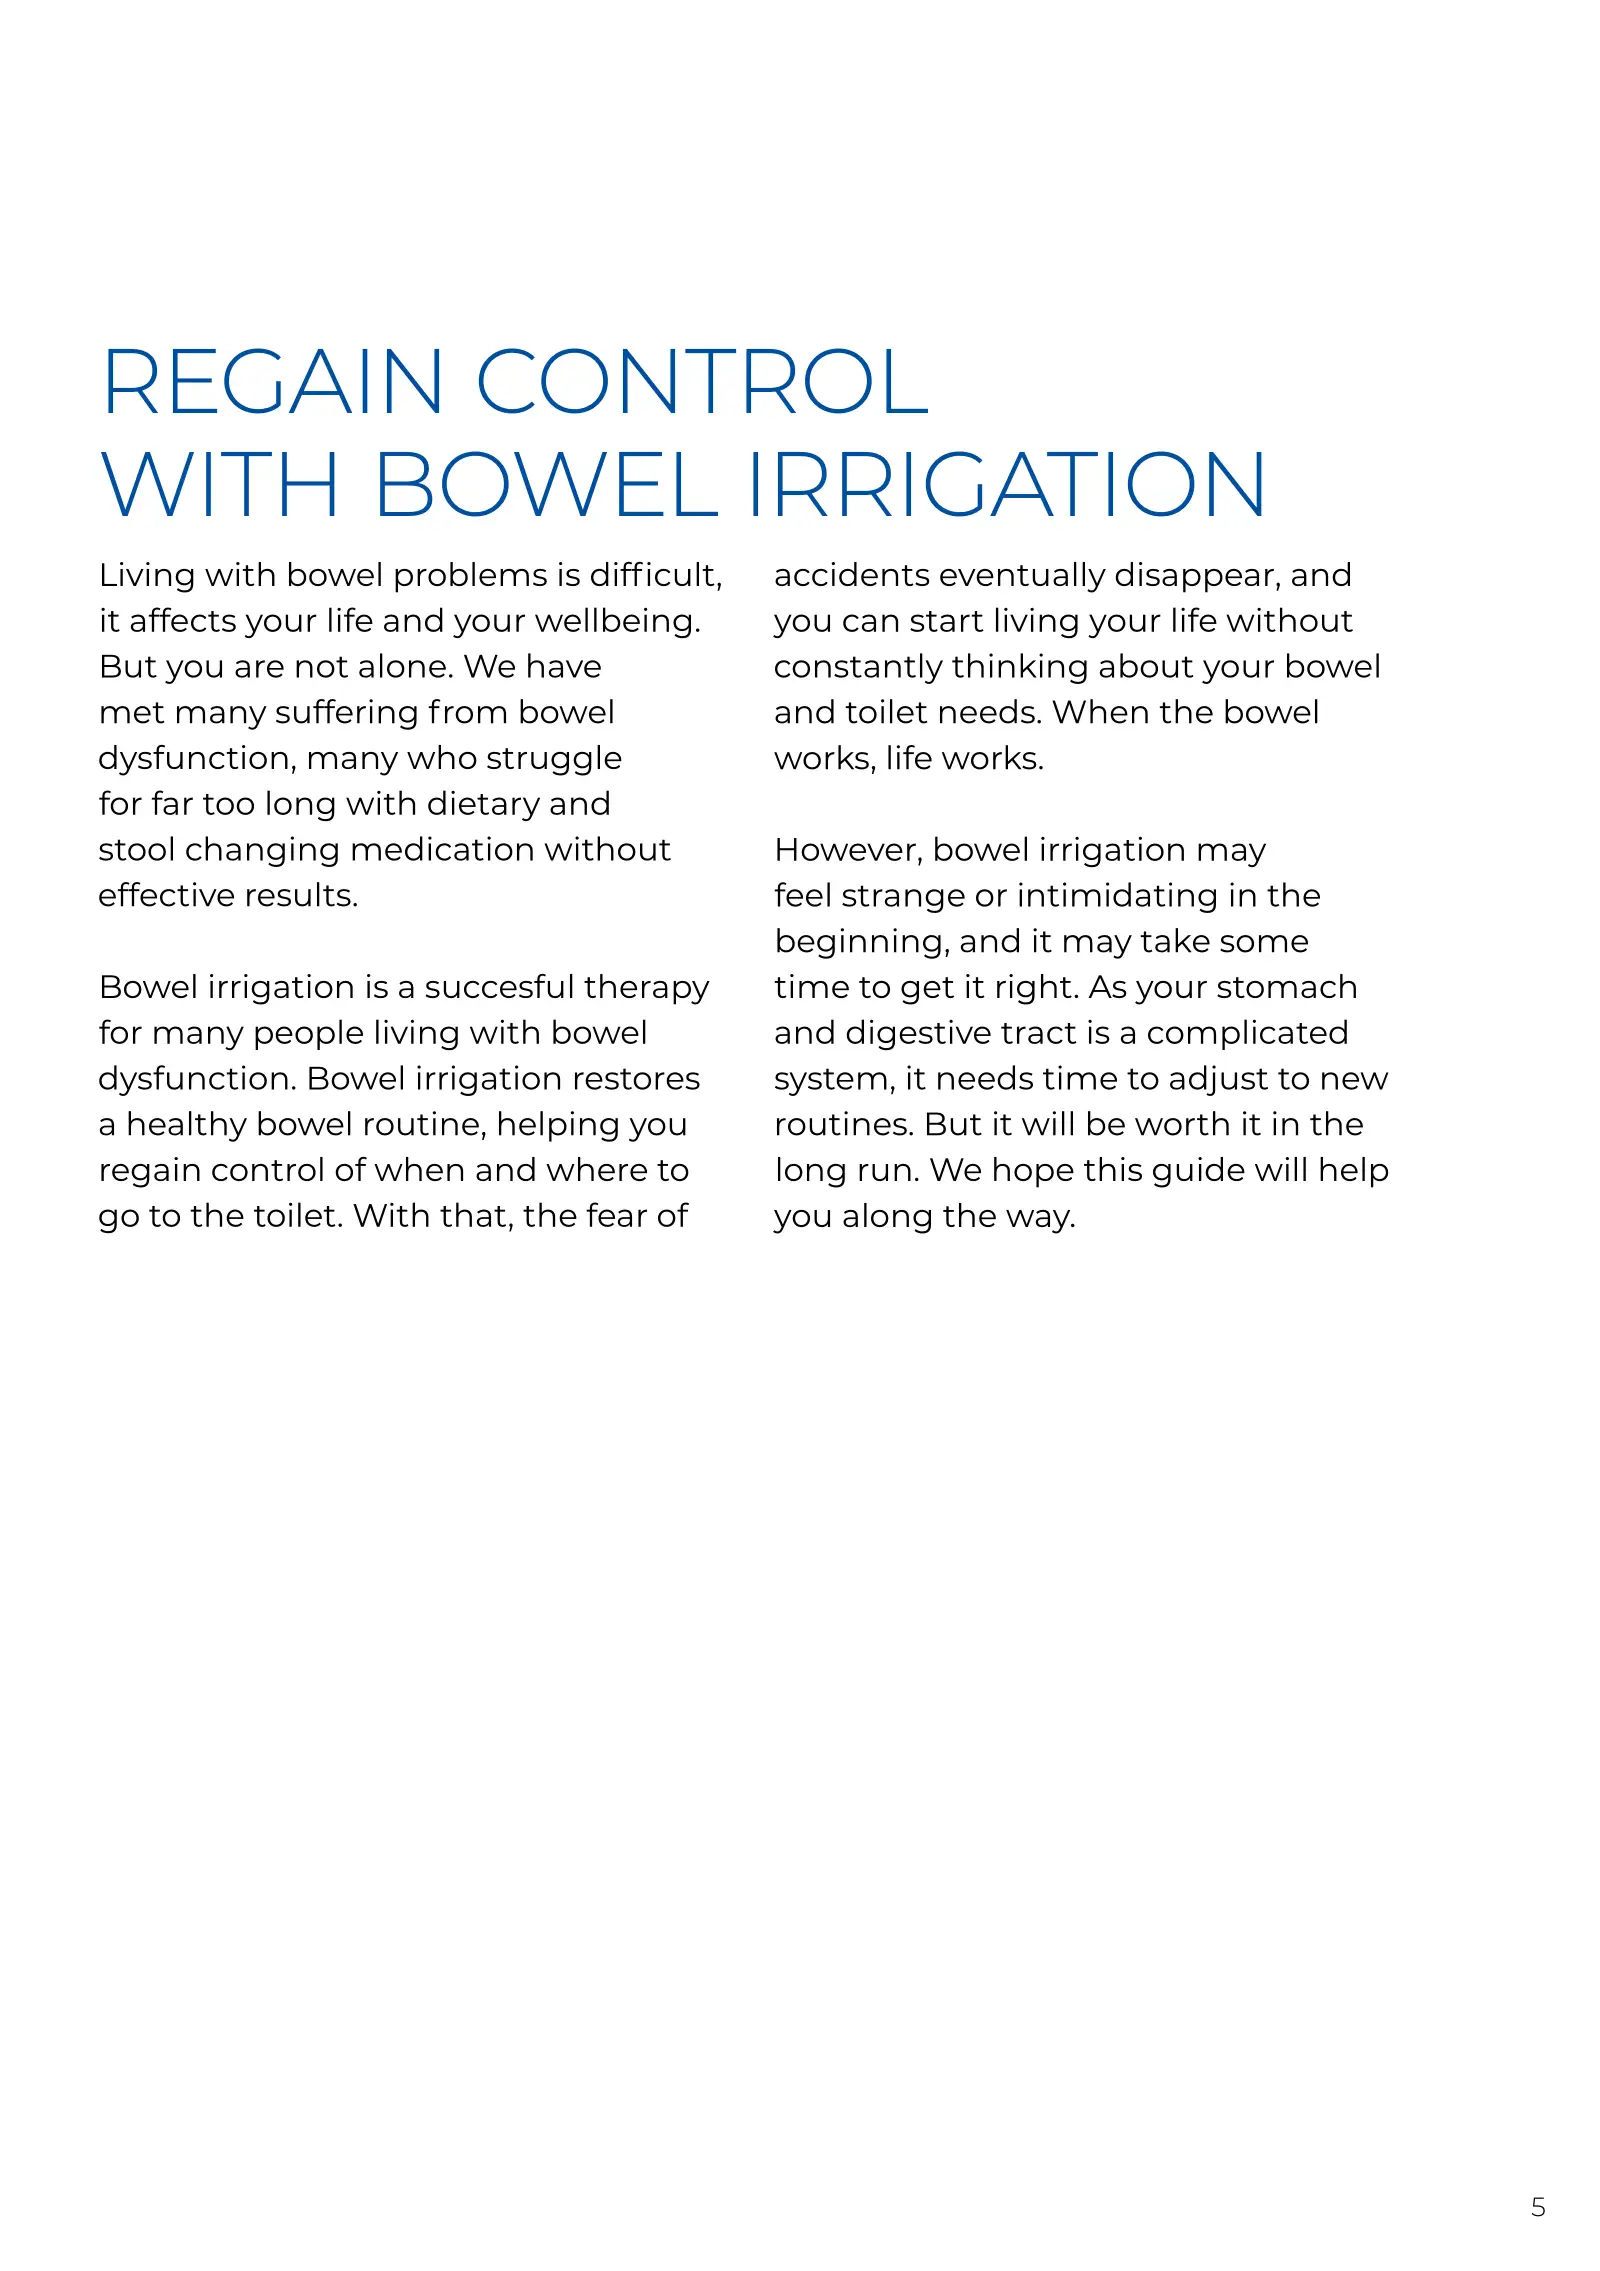 REGAIN CONTROL
WITH BOWEL IRRIGATION
Living with bowel problems is difficult,
it affects your life and your wellbeing.
But you are not alone. We have
met many suffering from bowel
dysfunction, many who struggle
for far too long with dietary and
stool changing medication without
effective results.
Bowel irrigation is a succesful therapy
for many people living with bowel
dysfunction. Bowel irrigation restores
a healthy bowel routine, helping you
regain control of when and where to
go to the toilet. With that, the fear of
accidents eventually disappear, and
you can start living your life without
constantly thinking about your bowel
and toilet needs. When the bowel
works, life works.
However, bowel irrigation may
feel strange or intimidating in the
beginning, and it may take some
time to get it right. As your stomach
and digestive tract is a complicated
system, it needs time to adjust to new
routines. But it will be worth it in the
long run. We hope this guide will help
you along the way.
5